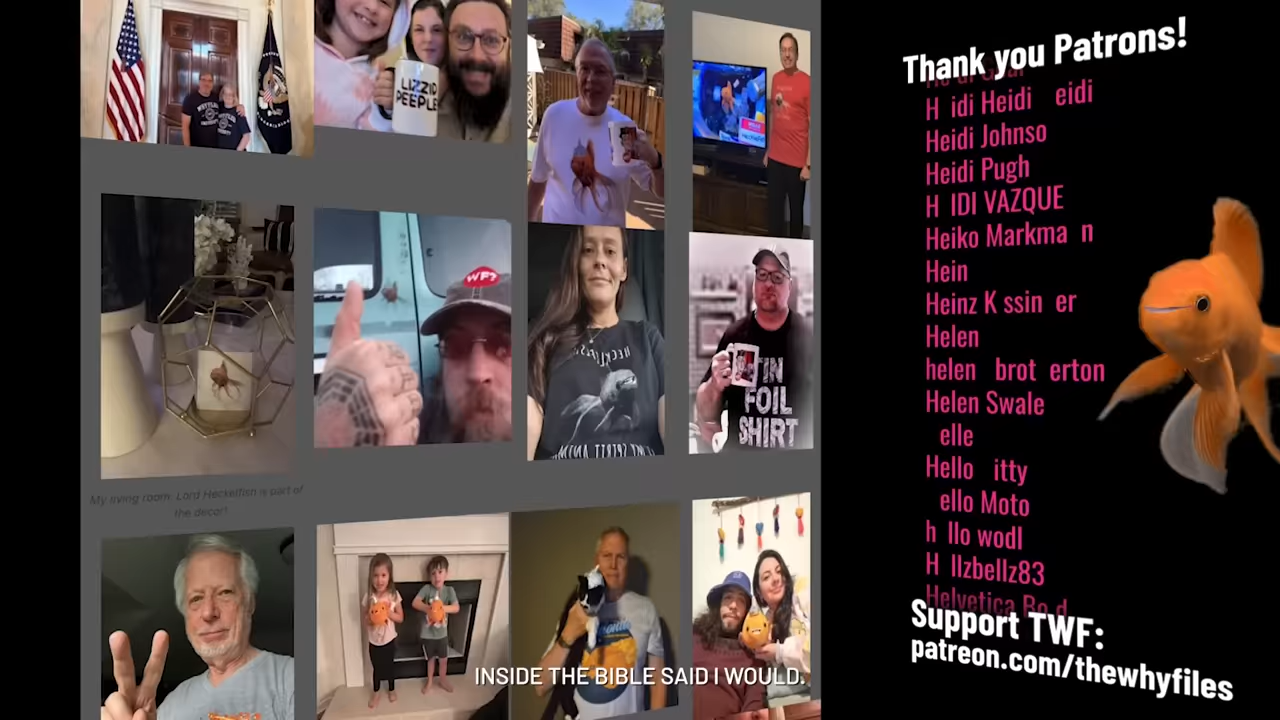 LIZZID
PEEPLE
WF?
TIN
FOIL
SHIRT
My living room. Lord Heckelfish is part of
the decor!
INSIDE THE BIBLE SAID I WOULD.
Thank you Patrons!
H idi Heidi eidi
Heidi Johnso
Heidi Pugh
H IDI VAZQUE
Heiko Markma n
Hein
Heinz K ssin er
Helen
helen brot erton
Helen Swale
elle
Hello itty
ello Moto
h llo wodl
H llzbellz83
Helvetica Bo d
Support TWF:
patreon.com/thewhyfiles